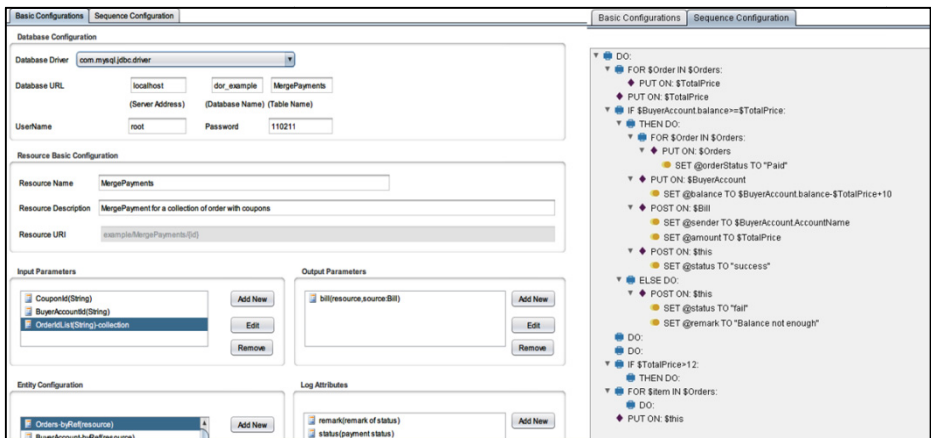 Basic Configurations Sequence Configuration
Database Configuration
Database Driver com.mysql.jdbc.driver
Database URL localhost dor_example MergePayments
(Server Address) (Database Name) (Table Name)
UserName root Password 110211
Resource Basic Configuration
Resource Name MergePayments
Resource Description MergePayment for a collection of order with coupons
Resource URI example/MergePayments/{id}
Input Parameters
CouponId(String)
BuyerAccountId(String)
OrderIdList(String)-collection
Add New
Edit
Remove
Output Parameters
bill(resource,source:Bill)
Add New
Edit
Remove
Entity Configuration
Orders-byRef(resource)
BuyerAccount-byRef(resource)
Add New
Log Attributes
remark(remark of status)
status(payment status)
Add New
Basic Configurations Sequence Configuration
DO:
FOR $Order IN $Orders:
PUT ON: $TotalPrice
PUT ON: $TotalPrice
IF $BuyerAccount.balance>=$TotalPrice:
THEN DO:
FOR $Order IN $Orders:
PUT ON: $Orders
SET @orderStatus TO "Paid"
PUT ON: $BuyerAccount
SET @balance TO $BuyerAccount.balance-$TotalPrice+10
POST ON: $Bill
SET @sender TO $BuyerAccount.AccountName
SET @amount TO $TotalPrice
POST ON: $this
SET @status TO "success"
ELSE DO:
POST ON: $this
SET @status TO "fail"
SET @remark TO "Balance not enough"
DO:
DO:
IF $TotalPrice>12:
THEN DO:
FOR $item IN $Orders:
DO:
PUT ON: $this